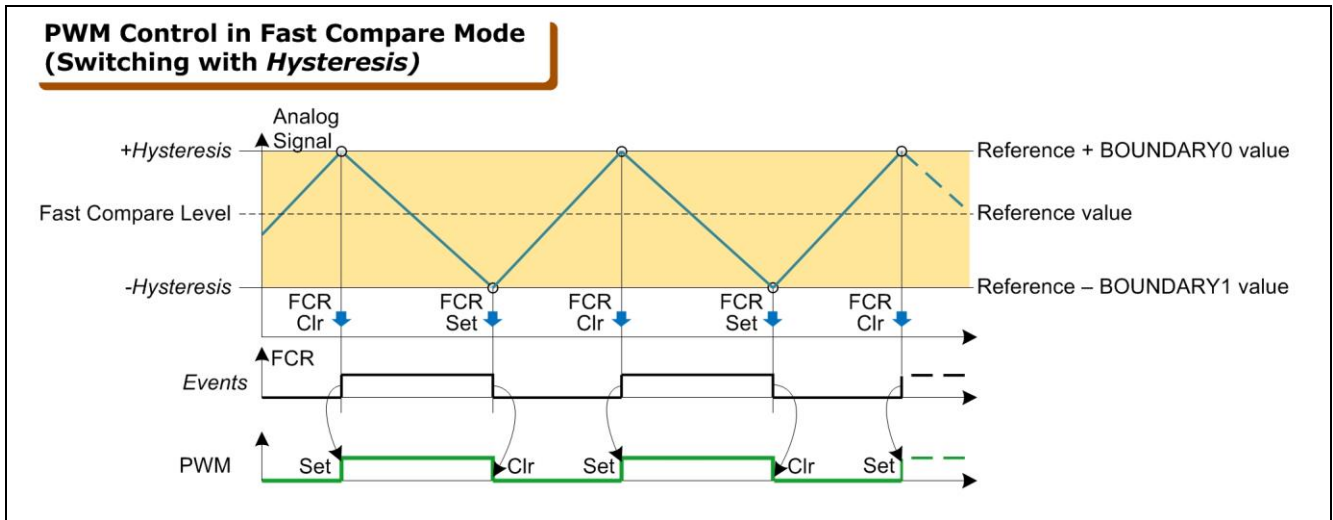 PWM Control in Fast Compare Mode
(Switching with Hysteresis)
Analog
Signal
+Hysteresis
Reference + BOUNDARY0 value
Fast Compare Level
Reference value
-Hysteresis
Reference – BOUNDARY1 value
FCR FCR FCR FCR FCR
Clr Set Clr Set Clr
FCR
Events
PWM Set Clr Set Clr Set